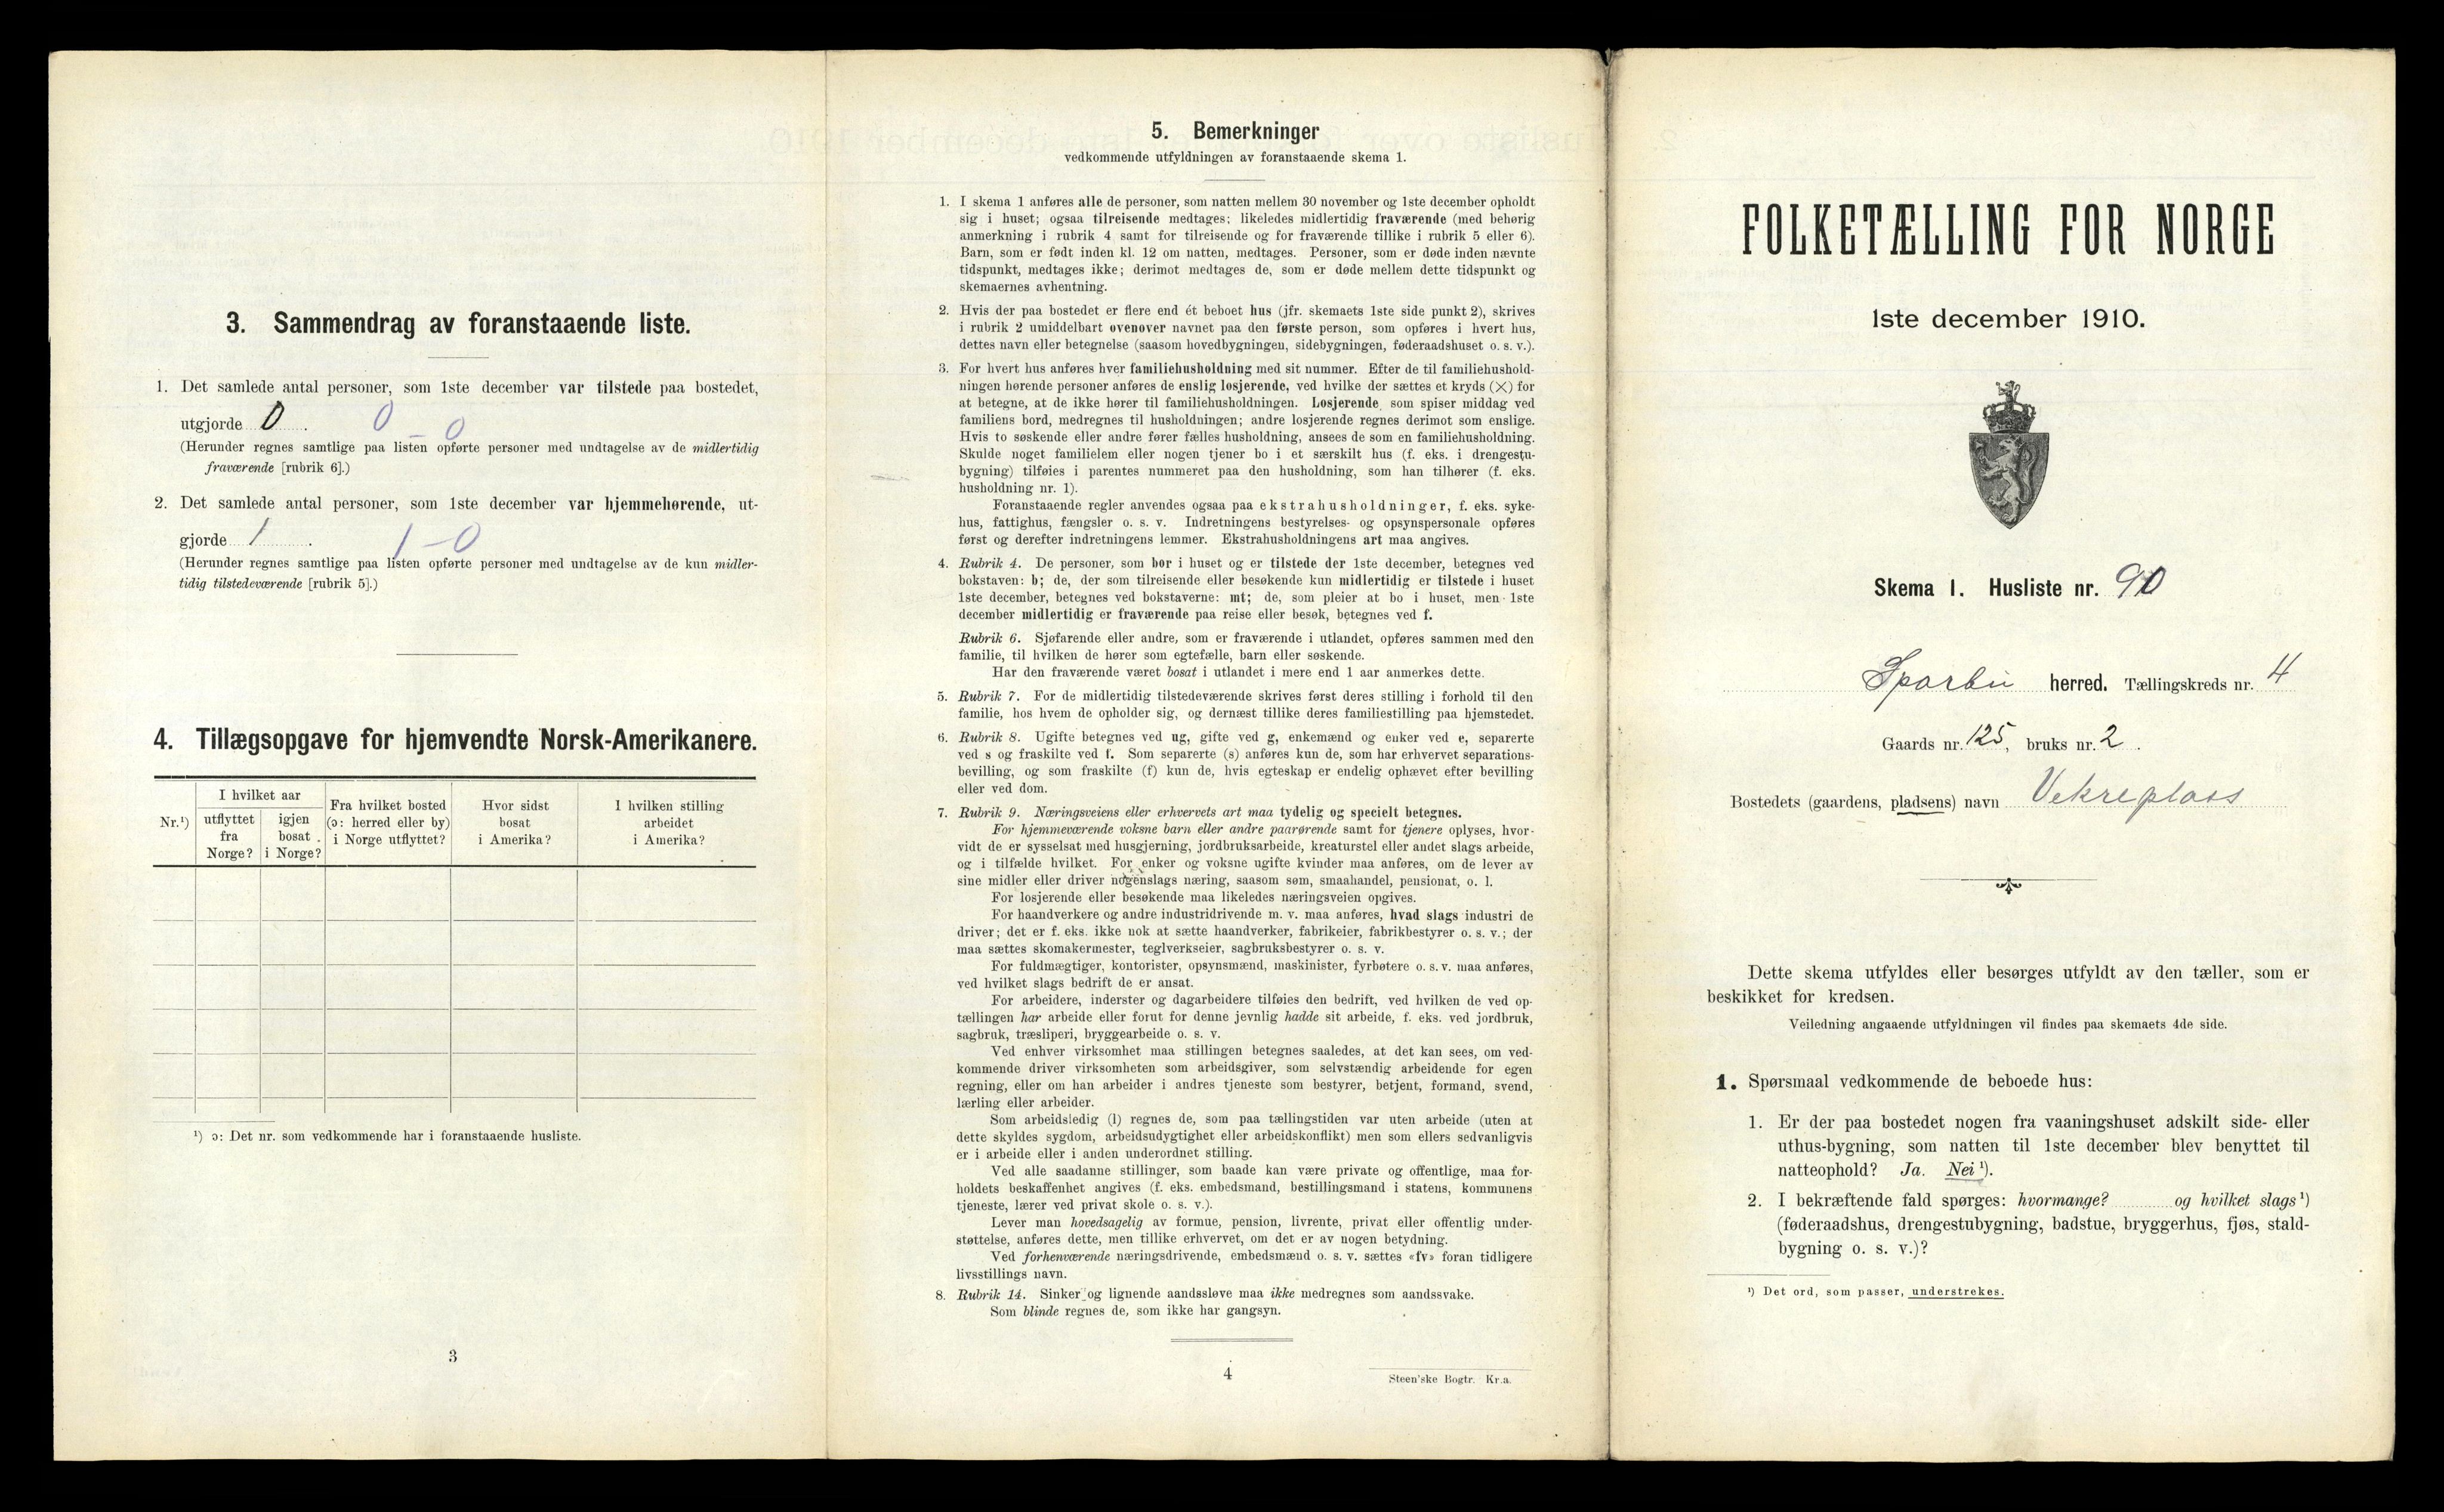 3. Sammendrag av foranstaaende liste.
1. Det samlede antal personer, som 1ste december var tilstede paa bostedet,
utgjorde 0 . 0 – 0
(Herunder regnes samtlige paa listen opførte personer med undtagelse av de midlertidig
fraværende [rubrik 6].)
2. Det samlede antal personer, som 1ste december var hjemmehørende, ut-
gjorde 1 . 1 – 0
(Herunder regnes samtlige paa listen opførte personer med undtagelse av de kun midler-
tidig tilstedeværende [rubrik 5].)
4. Tillægsopgave for hjemvendte Norsk-Amerikanere.
Nr.¹)
I hvilket aar
utflyttet
fra
Norge?
igjen
bosat
i Norge?
Fra hvilket bosted
(ɔ: herred eller by)
i Norge utflyttet?
Hvor sidst
bosat
i Amerika?
I hvilken stilling
arbeidet
i Amerika?
¹) ɔ: Det nr. som vedkommende har i foranstaaende husliste.
3
5. Bemerkninger
vedkommende utfyldningen av foranstaaende skema 1.
1. I skema 1 anføres alle de personer, som natten mellem 30 november og 1ste december opholdt
sig i huset; ogsaa tilreisende medtages; likeledes midlertidig fraværende (med behørig
anmerkning i rubrik 4 samt for tilreisende og for fraværende tillike i rubrik 5 eller 6).
Barn, som er født inden kl. 12 om natten, medtages. Personer, som er døde inden nævnte
tidspunkt, medtages ikke; derimot medtages de, som er døde mellem dette tidspunkt og
skemaernes avhentning.
2. Hvis der paa bostedet er flere end ét beboet hus (jfr. skemaets 1ste side punkt 2), skrives
i rubrik 2 umiddelbart ovenover navnet paa den første person, som opføres i hvert hus,
dettes navn eller betegnelse (saasom hovedbygningen, sidebygningen, føderaadshuset o. s. v.).
3. For hvert hus anføres hver familiehusholdning med sit nummer. Efter de til familiehushold-
ningen hørende personer anføres de enslig losjerende, ved hvilke der sættes et kryds (×) for
at betegne, at de ikke hører til familiehusholdningen. Losjerende som spiser middag ved
familiens bord, medregnes til husholdningen; andre losjerende regnes derimot som enslige.
Hvis to søskende eller andre fører fælles husholdning, ansees de som en familiehusholdning.
Skulde noget familielem eller nogen tjener bo i et særskilt hus (f. eks. i drengestu-
bygning) tilføies i parentes nummeret paa den husholdning, som han tilhører (f. eks.
husholdning nr. 1).
Foranstaaende regler anvendes ogsaa paa ekstrahusholdninger, f. eks. syke-
hus, fattighus, fængsler o. s. v. Indretningens bestyrelses- og opsynspersonale opføres
først og derefter indretningens lemmer. Ekstrahusholdningens art maa angives.
4. Rubrik 4. De personer, som bor i huset og er tilstede der 1ste december, betegnes ved
bokstaven: b; de, der som tilreisende eller besøkende kun midlertidig er tilstede i huset
1ste december, betegnes ved bokstaverne: mt; de, som pleier at bo i huset, men 1ste
december midlertidig er fraværende paa reise eller besøk, betegnes ved f.
Rubrik 6. Sjøfarende eller andre, som er fraværende i utlandet, opføres sammen med den
familie, til hvilken de hører som egtefælle, barn eller søskende.
Har den fraværende været bosat i utlandet i mere end 1 aar anmerkes dette.
5. Rubrik 7. For de midlertidig tilstedeværende skrives først deres stilling i forhold til den
familie, hos hvem de opholder sig, og dernæst tillike deres familiestilling paa hjemstedet.
6. Rubrik 8. Ugifte betegnes ved ug, gifte ved g, enkemænd og enker ved e, separerte
ved s og fraskilte ved f. Som separerte (s) anføres kun de, som har erhvervet separations-
bevilling, og som fraskilte (f) kun de, hvis egteskap er endelig ophævet efter bevilling
eller ved dom.
7. Rubrik 9. Næringsveiens eller erhvervets art maa tydelig og specielt betegnes.
For hjemmeværende voksne barn eller andre paarørende samt for tjenere oplyses, hvor-
vidt de er sysselsat med husgjerning, jordbruksarbeide, kreaturstel eller andet slags arbeide,
og i tilfælde hvilket. For enker og voksne ugifte kvinder maa anføres, om de lever av
sine midler eller driver nogenslags næring, saasom søm, smaahandel, pensionat, o. l.
For losjerende eller besøkende maa likeledes næringsveien opgives.
For haandverkere og andre industridrivende m. v. maa anføres, hvad slags industri de
driver; det er f. eks. ikke nok at sætte haandverker, fabrikeier, fabrikbestyrer o. s. v.; der
maa sættes skomakermester, teglverkseier, sagbruksbestyrer o. s. v.
For fuldmægtiger, kontorister, opsynsmænd, maskinister, fyrbøtere o. s. v. maa anføres,
ved hvilket slags bedrift de er ansat.
For arbeidere, inderster og dagarbeidere tilføies den bedrift, ved hvilken de ved op-
tællingen har arbeide eller forut for denne jevnlig hadde sit arbeide, f. eks. ved jordbruk,
sagbruk, træsliperi, bryggearbeide o. s. v.
Ved enhver virksomhet maa stillingen betegnes saaledes, at det kan sees, om ved-
kommende driver virksomheten som arbeidsgiver, som selvstændig arbeidende for egen
regning, eller om han arbeider i andres tjeneste som bestyrer, betjent, formand, svend,
lærling eller arbeider.
Som arbeidsledig (l) regnes de, som paa tællingstiden var uten arbeide (uten at
dette skyldes sygdom, arbeidsudygtighet eller arbeidskonflikt) men som ellers sedvanligvis
er i arbeide eller i anden underordnet stilling.
Ved alle saadanne stillinger, som baade kan være private og offentlige, maa for-
holdets beskaffenhet angives (f. eks. embedsmand, bestillingsmand i statens, kommunens
tjeneste, lærer ved privat skole o. s. v.).
Lever man hovedsagelig av formue, pension, livrente, privat eller offentlig under-
støttelse, anføres dette, men tillike erhvervet, om det er av nogen betydning.
Ved forhenværende næringsdrivende, embedsmænd o. s. v. sættes «fv» foran tidligere
livsstillings navn.
8. Rubrik 14. Sinker og lignende aandssløve maa ikke medregnes som aandssvake.
Som blinde regnes de, som ikke har gangsyn.
4
Steen'ske Bogtr. Kr.a.
FOLKETÆLLING FOR NORGE
1ste december 1910.
Skema 1. Husliste nr. 90
Sparbu herred. Tællingskreds nr. 4
Gaards nr. 125, bruks nr. 2 .
Bostedets (gaardens, pladsens) navn Vekreplass
Dette skema utfyldes eller besørges utfyldt av den tæller, som er
beskikket for kredsen.
Veiledning angaaende utfyldningen vil findes paa skemaets 4de side.
1. Spørsmaal vedkommende de beboede hus:
1. Er der paa bostedet nogen fra vaaningshuset adskilt side- eller
uthus-bygning, som natten til 1ste december blev benyttet til
natteophold? Ja. Nei ¹).
2. I bekræftende fald spørges: hvormange? og hvilket slags ¹)
(føderaadshus, drengestubygning, badstue, bryggerhus, fjøs, stald-
bygning o. s. v.)?
¹) Det ord, som passer, understrekes.